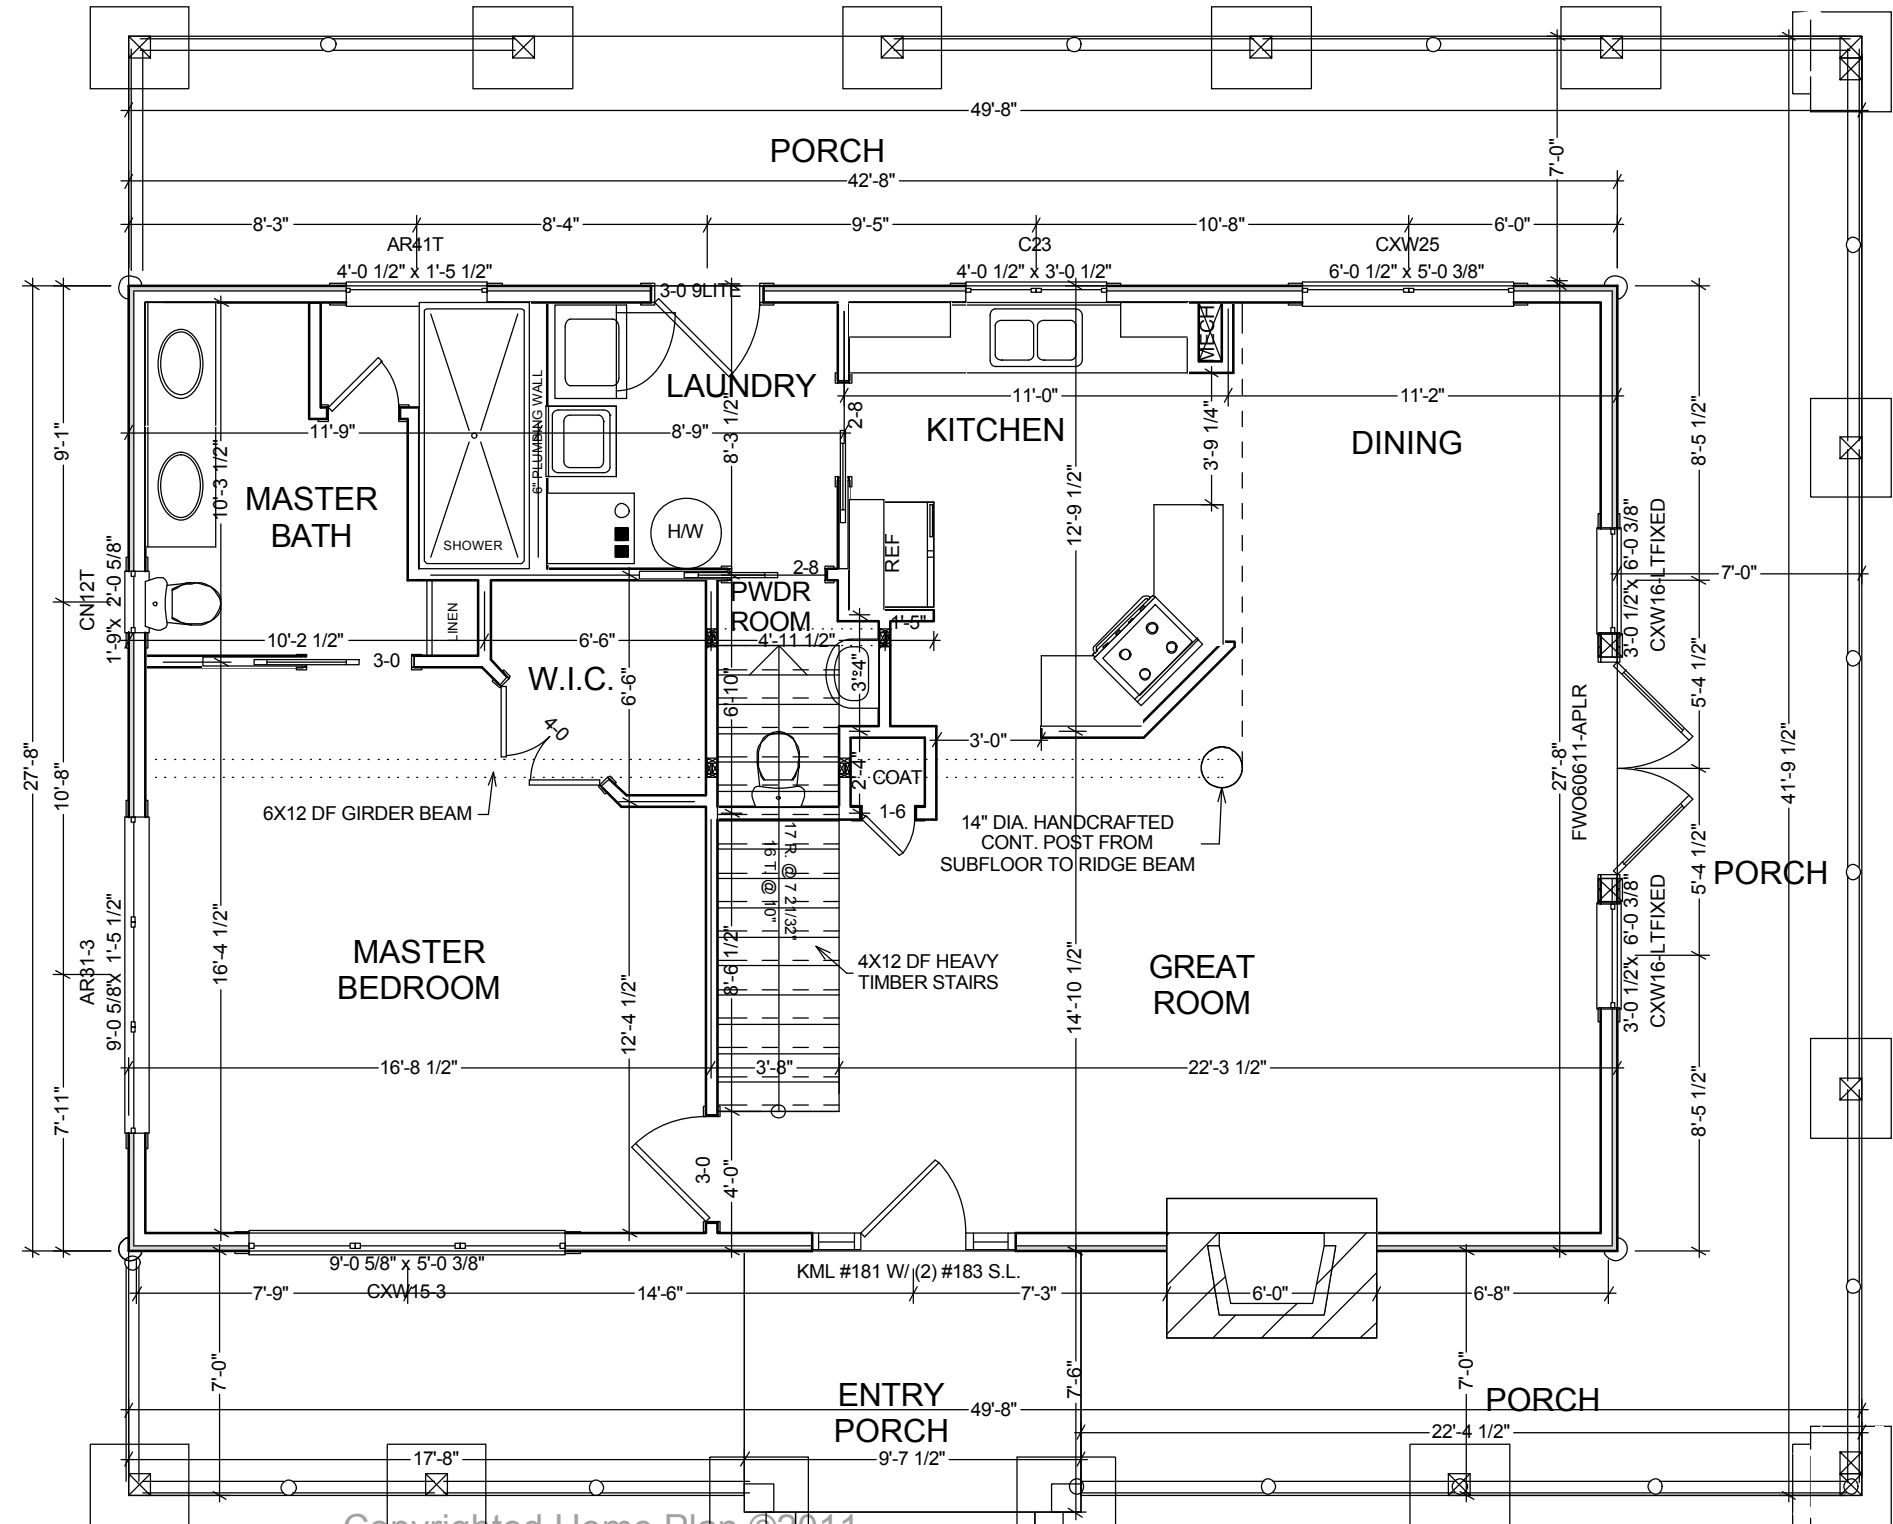 49'-8"
PORCH
7'-0"
42'-8"
8'-3"
8'-4"
9'-5"
10'-8"
6'-0"
AR41T
C23
CXW25
4'-0 1/2" x 1'-5 1/2"
4'-0 1/2" x 3'-0 1/2"
6'-0 1/2" x 5'-0 3/8"
3-0 9LITE
MECH
6" PLUMBING WALL
LAUNDRY
11'-0"
11'-2"
2-8
KITCHEN
DINING
11'-9"
8'-9"
8'-3 1/2"
3'-9 1/4"
8'-5 1/2"
9'-1"
10'-3 1/2"
MASTER
BATH
12'-9 1/2"
SHOWER
H/W
REF
3'-0 1/2"x 6'-0 3/8"
CXW16-LTFIXED
7'-0"
CN12T
1'-9"x 2'-0 5/8"
2-8
PWDR
ROOM
LINEN
10'-2 1/2"
6'-6"
4'-11 1/2"
1'-5"
3-0
W.I.C.
6'-6"
6'-10"
3'-4"
5'-4 1/2"
4-0
3'-0"
27'-8"
10'-8"
2'-4"
COAT
1-6
6X12 DF GIRDER BEAM
14" DIA. HANDCRAFTED
CONT. POST FROM
SUBFLOOR TO RIDGE BEAM
FWO60611-APLR
27'-8"
41'-9 1/2"
17 R. @ 7 21/32"
16 T. @ 10"
5'-4 1/2"
PORCH
AR31-3
9'-0 5/8"x 1'-5 1/2"
16'-4 1/2"
MASTER
BEDROOM
8'-6 1/2"
4X12 DF HEAVY
TIMBER STAIRS
14'-10 1/2"
GREAT
ROOM
3'-0 1/2"x 6'-0 3/8"
CXW16-LTFIXED
12'-4 1/2"
16'-8 1/2"
3'-8"
22'-3 1/2"
7'-11"
8'-5 1/2"
3-0
4'-0"
9'-0 5/8" x 5'-0 3/8"
KML #181 W/ (2) #183 S.L.
7'-9"
CXW15-3
14'-6"
7'-3"
6'-0"
6'-8"
7'-0"
7'-6"
7'-0"
ENTRY
PORCH
PORCH
49'-8"
22'-4 1/2"
17'-8"
9'-7 1/2"
Copyrighted Home Plan ©2011